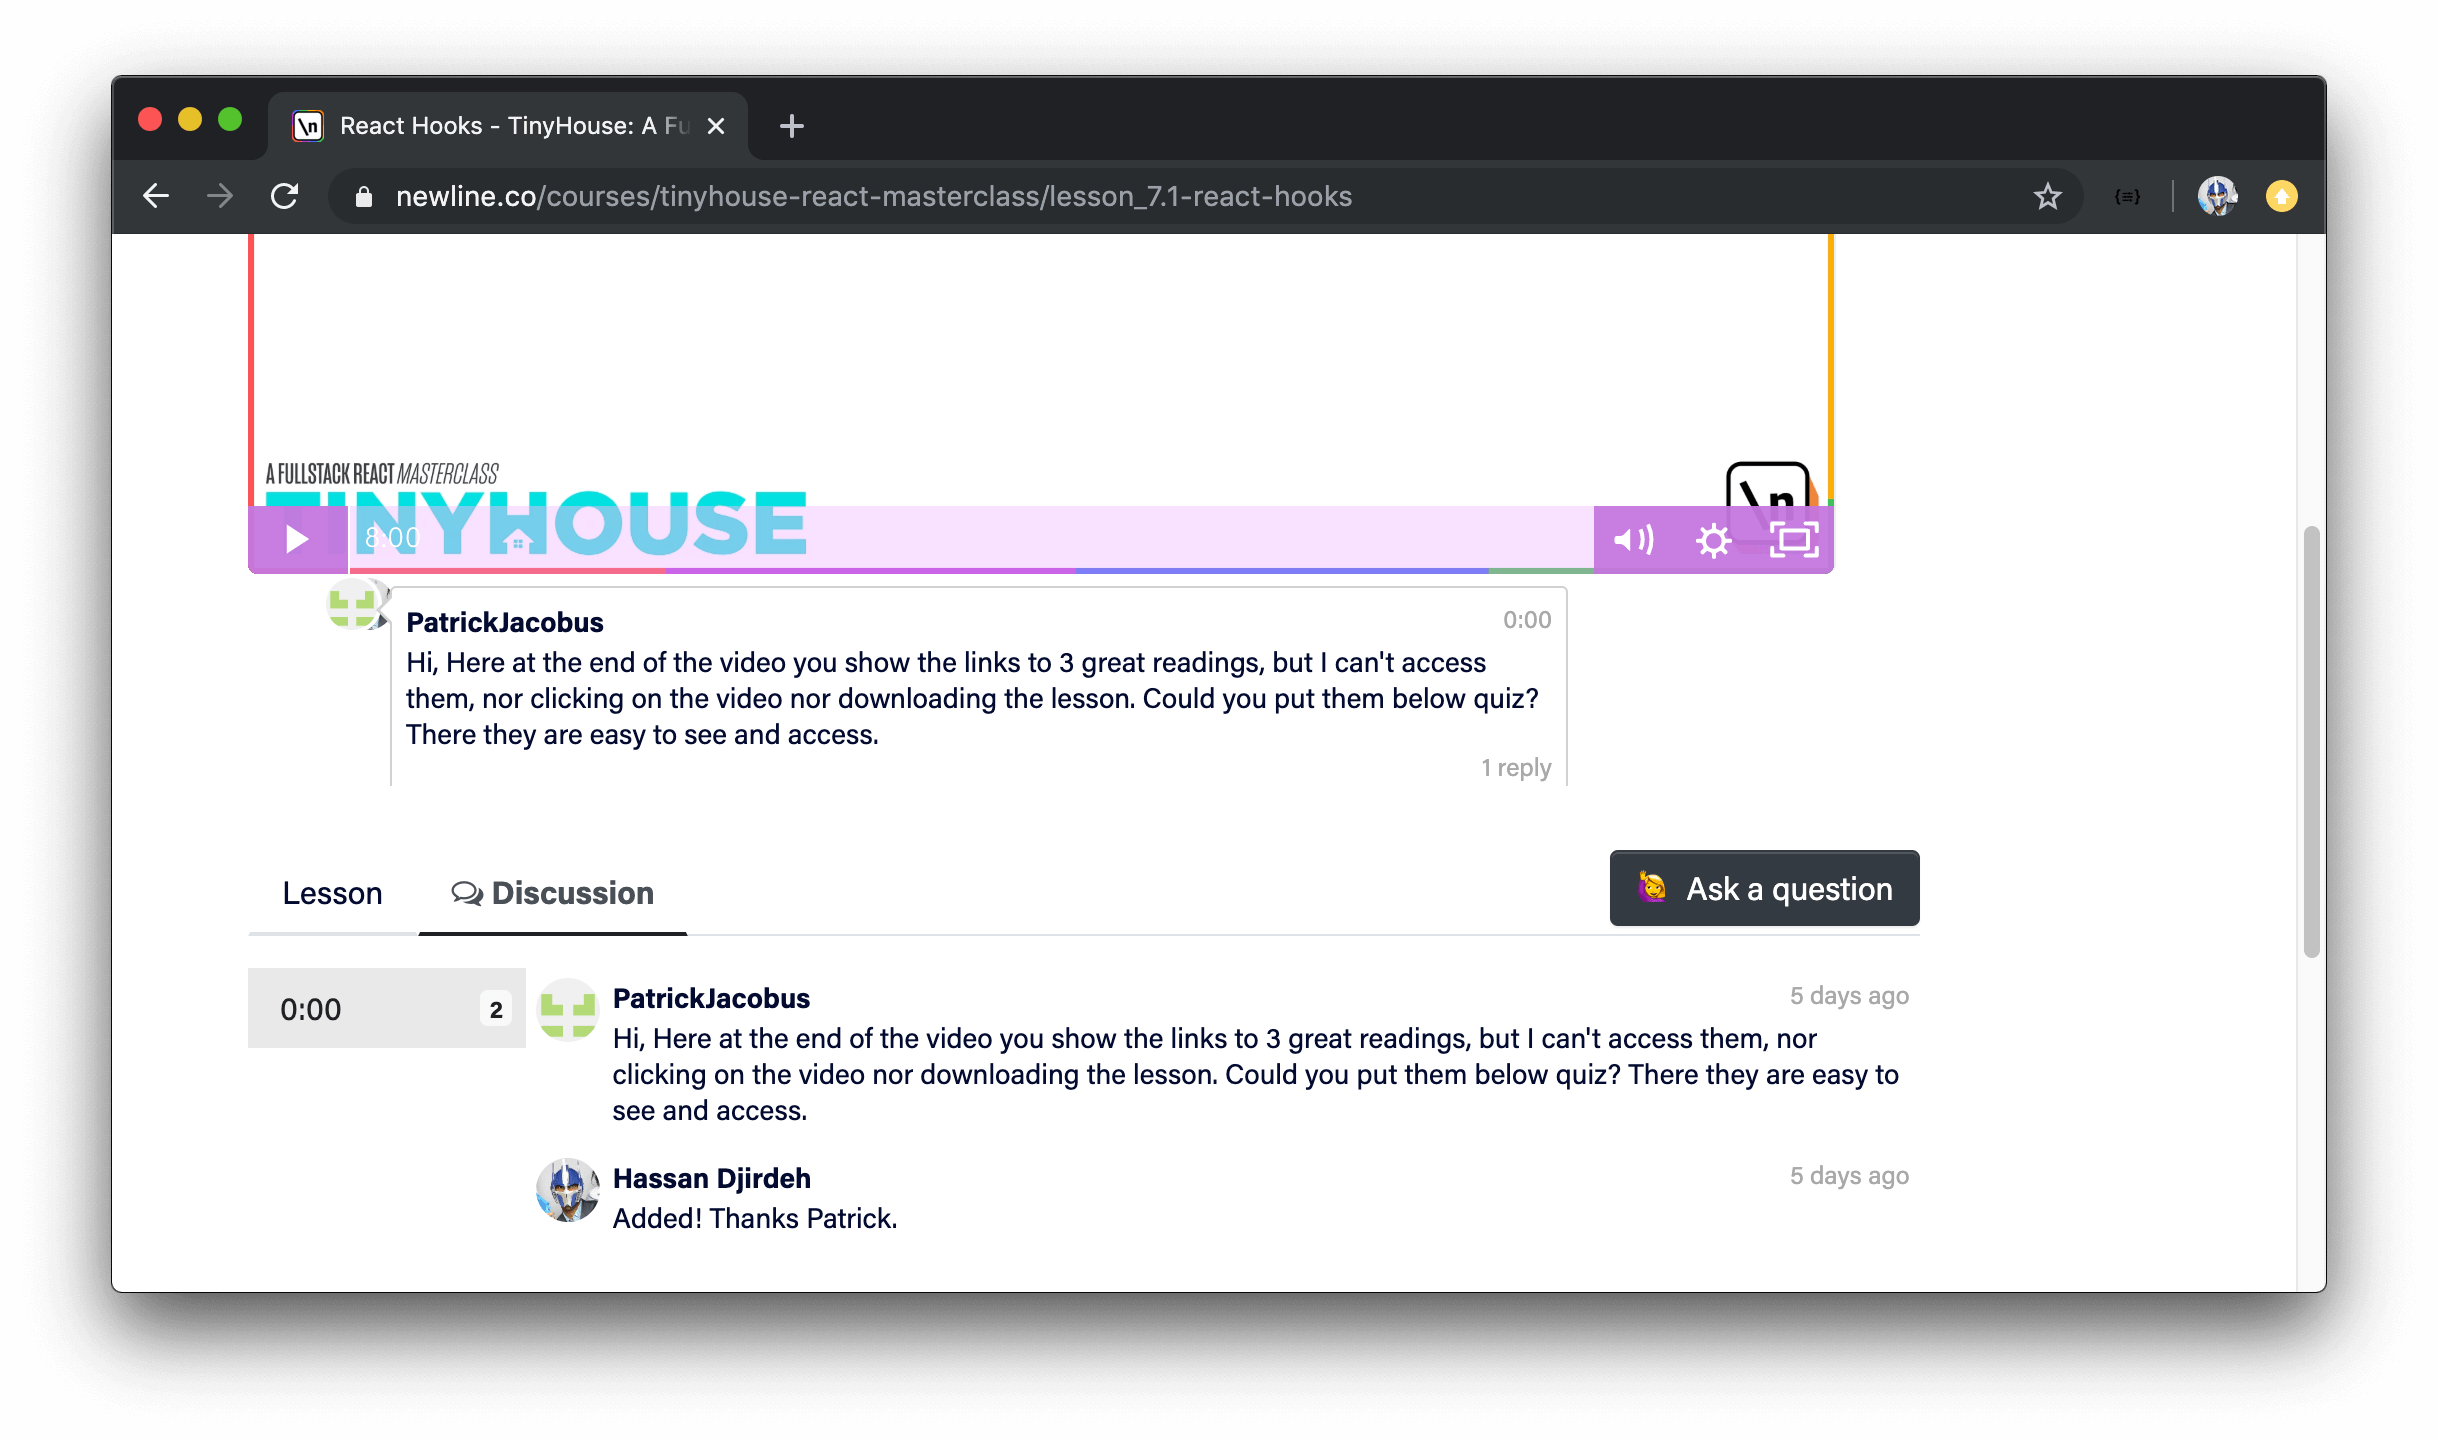 \n React Hooks - TinyHouse: A Fu
newline.co/courses/tinyhouse-react-masterclass/lesson_7.1-react-hooks
{≡}
A FULLSTACK REACT MASTERCLASS
TINYHOUSE
\n
8:00
PatrickJacobus 0:00
Hi, Here at the end of the video you show the links to 3 great readings, but I can't access
them, nor clicking on the video nor downloading the lesson. Could you put them below quiz?
There they are easy to see and access.
1 reply
Lesson Discussion Ask a question
0:00 2
PatrickJacobus 5 days ago
Hi, Here at the end of the video you show the links to 3 great readings, but I can't access them, nor
clicking on the video nor downloading the lesson. Could you put them below quiz? There they are easy to
see and access.
Hassan Djirdeh 5 days ago
Added! Thanks Patrick.